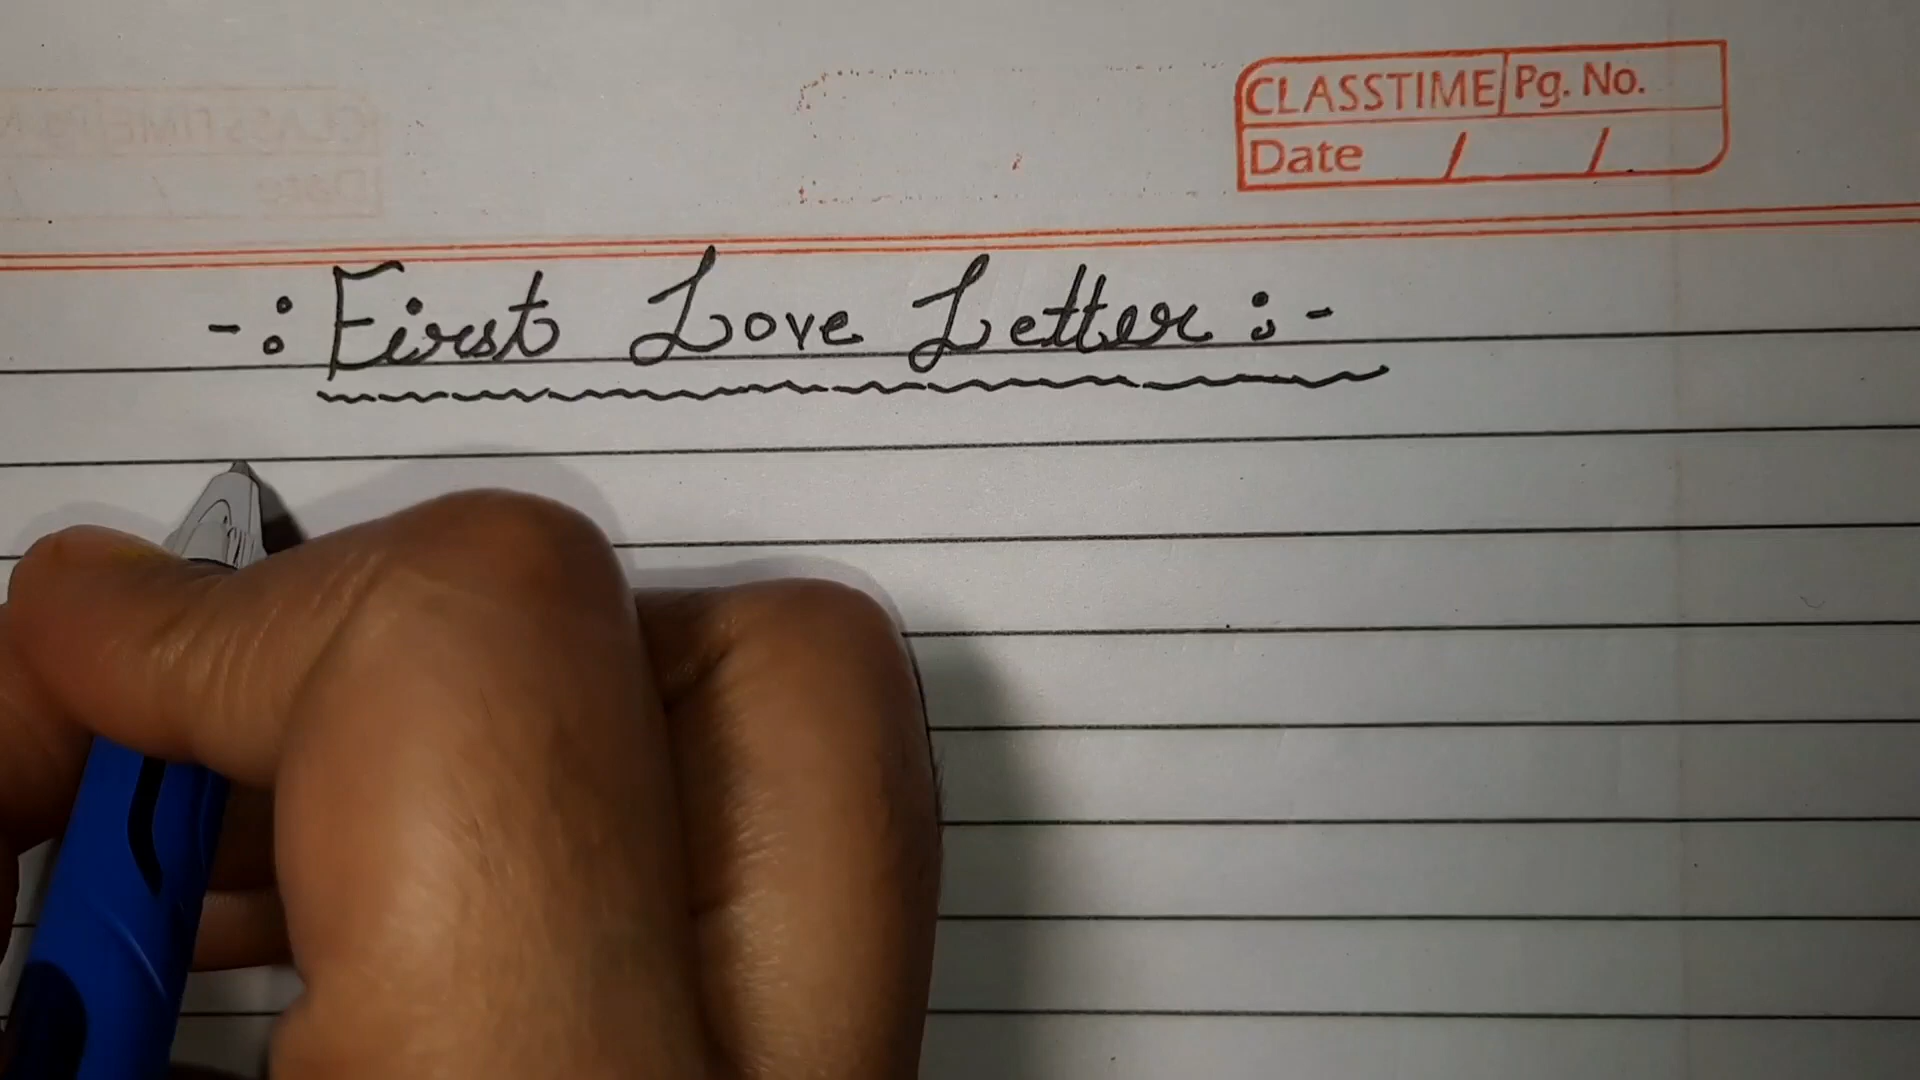 CLASSTIME Pg. No.
Date / /
-: First Love Letter :-